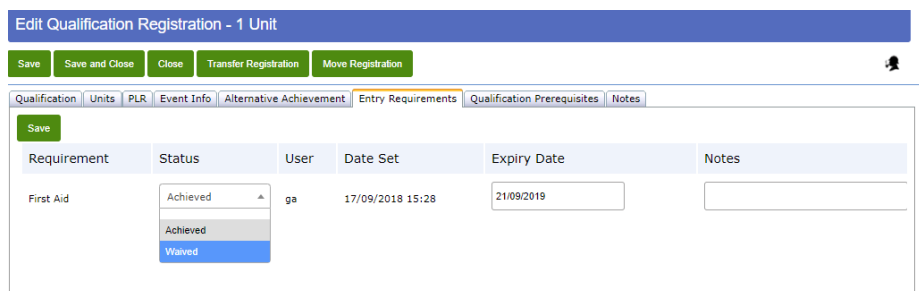 Edit Qualification Registration - 1 Unit
Save Save and Close Close Transfer Registration Move Registration
Qualification Units PLR Event Info Alternative Achievement Entry Requirements Qualification Prerequisites Notes
Save
Requirement Status User Date Set Expiry Date Notes
First Aid Achieved ga 17/09/2018 15:28 21/09/2019
Achieved
Waived